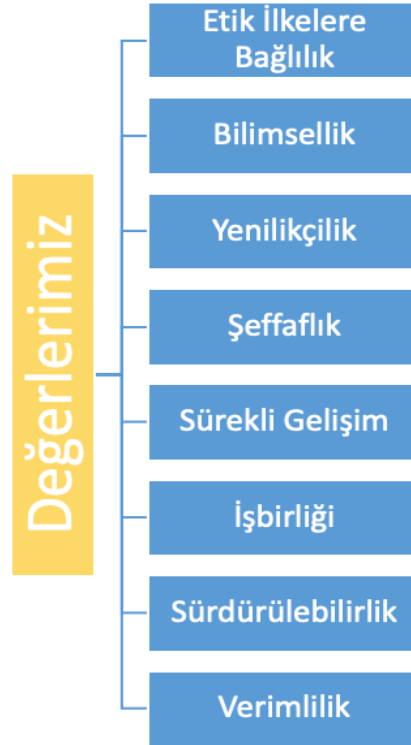 Değerlerimiz
Etik İlkelere
Bağlılık
Bilimsellik
Yenilikçilik
Şeffaflık
Sürekli Gelişim
İşbirliği
Sürdürülebilirlik
Verimlilik